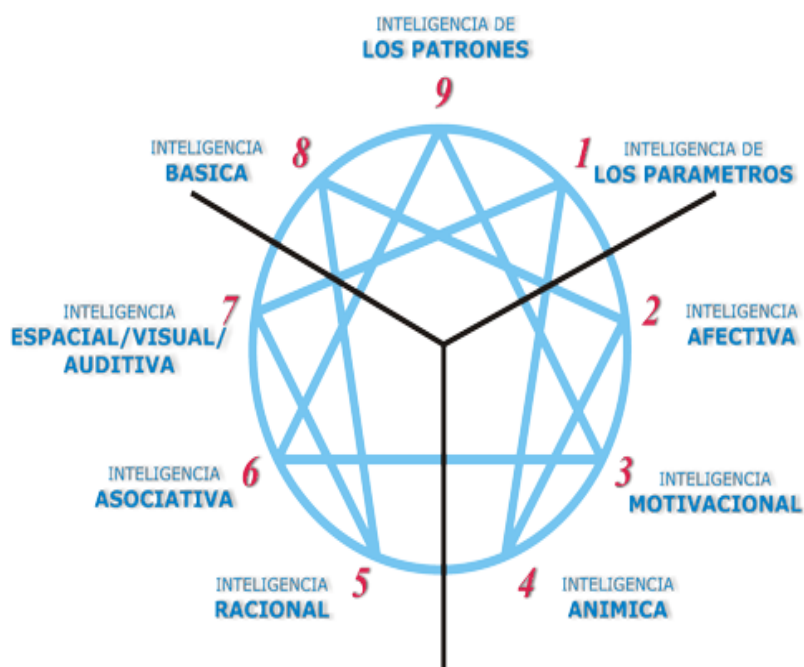 INTELIGENCIA DE
LOS PATRONES
9
INTELIGENCIA
BASICA
8
1
INTELIGENCIA DE
LOS PARAMETROS
INTELIGENCIA
ESPACIAL/VISUAL/
AUDITIVA
7
2
INTELIGENCIA
AFECTIVA
INTELIGENCIA
ASOCIATIVA
6
3
INTELIGENCIA
MOTIVACIONAL
INTELIGENCIA
RACIONAL
5
4
INTELIGENCIA
ANIMICA